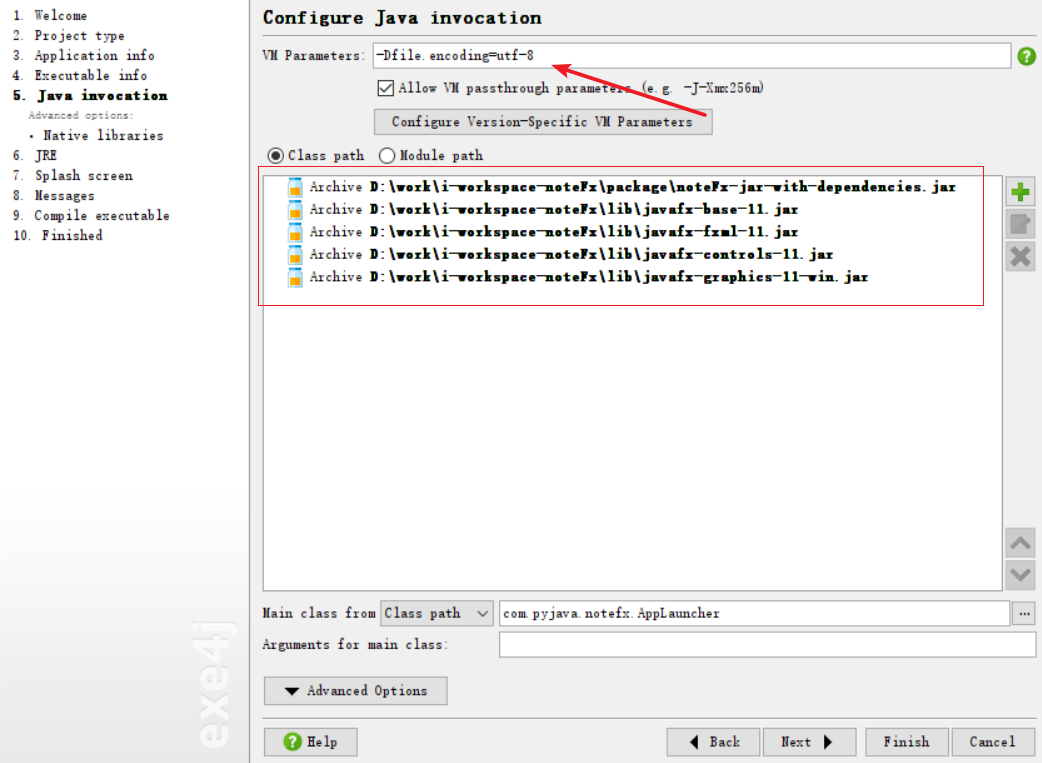 1. Welcome
2. Project type
3. Application info
4. Executable info
5. Java invocation
Advanced options:
· Native libraries
6. JRE
7. Splash screen
8. Messages
9. Compile executable
10. Finished
exe4j
Configure Java invocation
VM Parameters: -Dfile.encoding=utf-8
Allow VM passthrough parameters (e.g. -J-Xmx256m)
Configure Version-Specific VM Parameters
Class path Module path
Archive D:\work\i-workspace-noteFx\package\noteFx-jar-with-dependencies.jar
Archive D:\work\i-workspace-noteFx\lib\javafx-base-11.jar
Archive D:\work\i-workspace-noteFx\lib\javafx-fxml-11.jar
Archive D:\work\i-workspace-noteFx\lib\javafx-controls-11.jar
Archive D:\work\i-workspace-noteFx\lib\javafx-graphics-11-win.jar
Main class from Class path com.pyjava.notefx.AppLauncher ...
Arguments for main class:
Advanced Options
? Help Back Next Finish Cancel